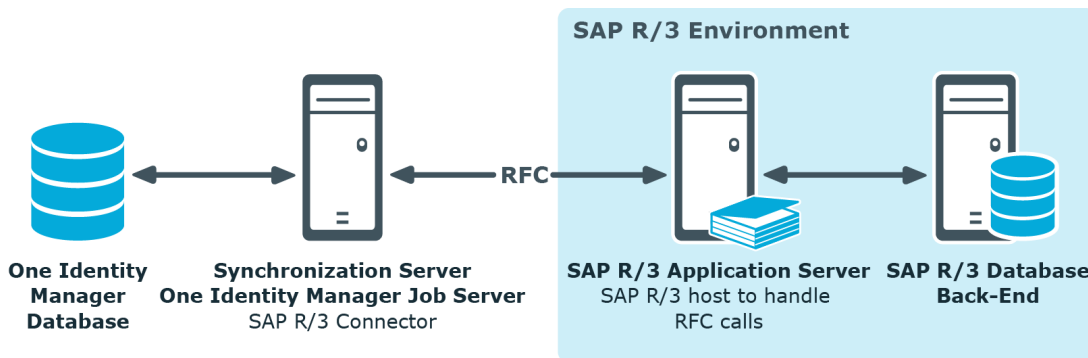 SAP R/3 Environment
RFC
One Identity
Manager
Database
Synchronization Server
One Identity Manager Job Server
SAP R/3 Connector
SAP R/3 Application Server
SAP R/3 host to handle
RFC calls
SAP R/3 Database
Back-End